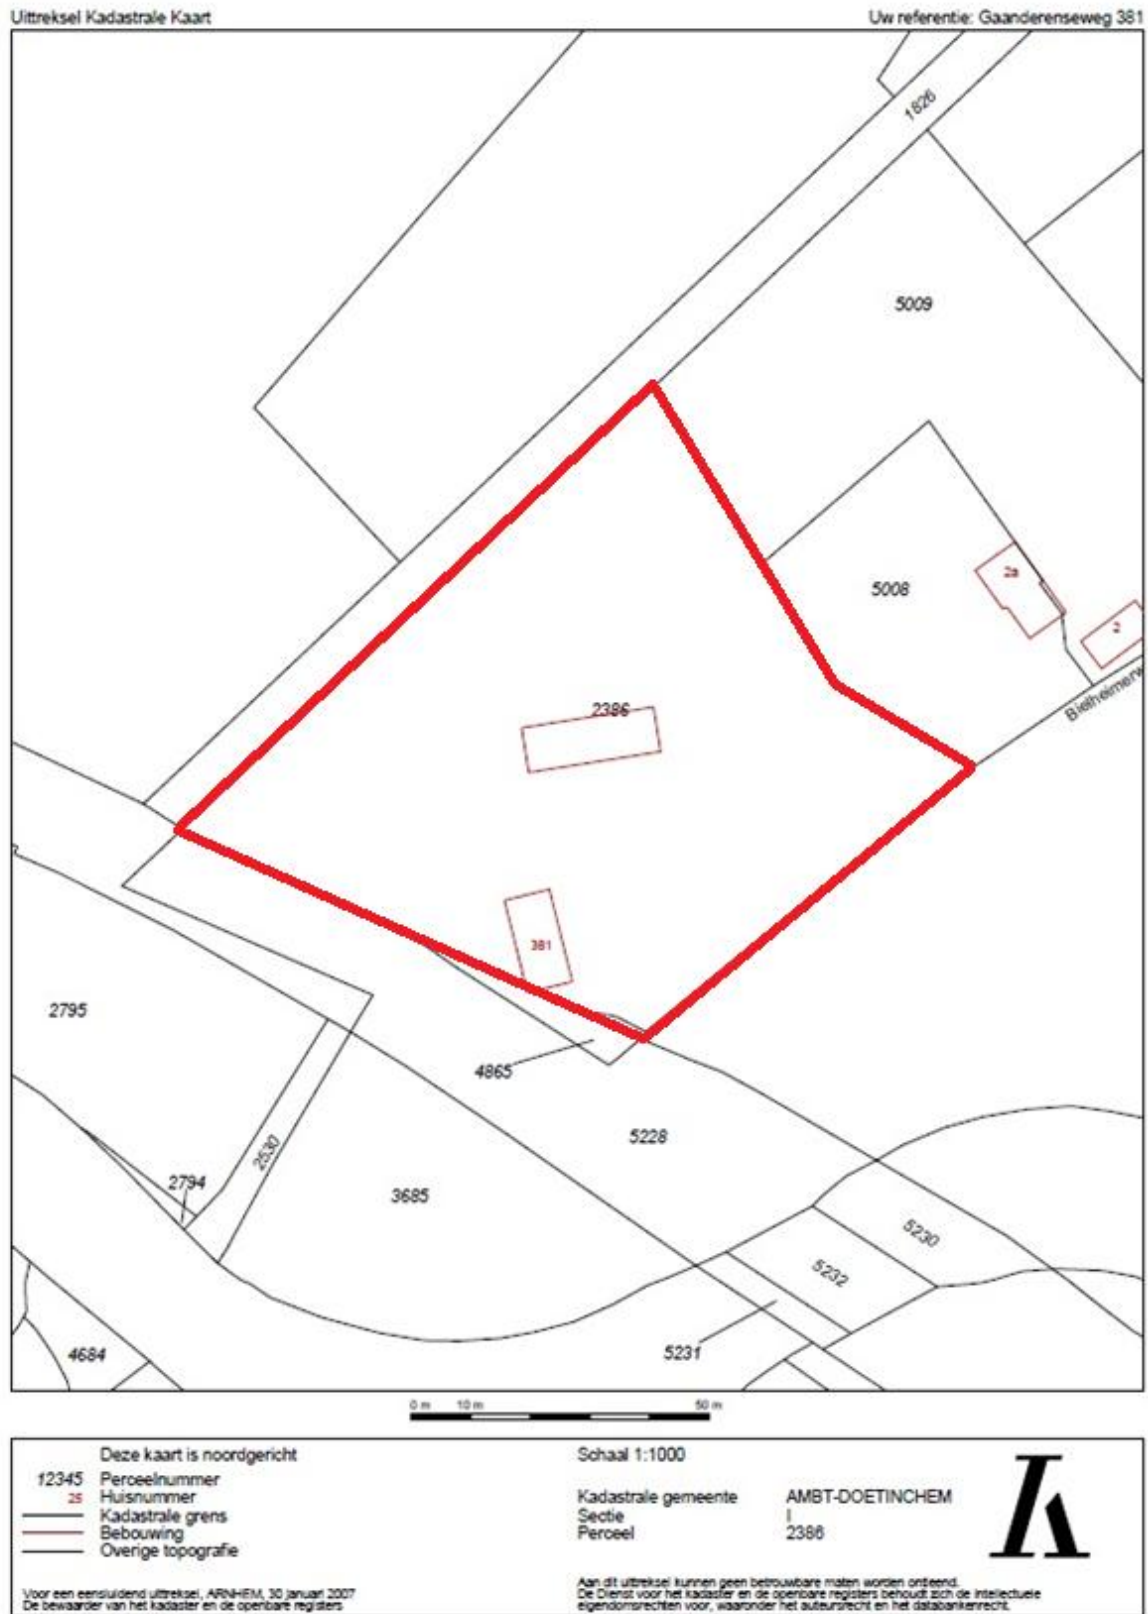 Uittreksel Kadastrale Kaart
Uw referentie: Gaanderenseweg 381
1826
5009
2a
5008
2
2386
381
2795
4865
5228
2530
2794
3685
5230
5232
5231
4684
0 m 10 m 50 m
Deze kaart is noordgericht
12345 Perceelnummer
25 Huisnummer
Kadastrale grens
Bebouwing
Overige topografie
Schaal 1:1000
Kadastrale gemeente AMBT-DOETINCHEM
Sectie I
Perceel 2386
Voor een eensluidend uittreksel, ARNHEM, 30 januari 2007
De bewaarder van het kadaster en de openbare registers
Aan dit uittreksel kunnen geen betrouwbare maten worden ontleend.
De Dienst voor het kadaster en de openbare registers behoudt zich de intellectuele
eigendomsrechten voor, waaronder het auteursrecht en het databankenrecht.